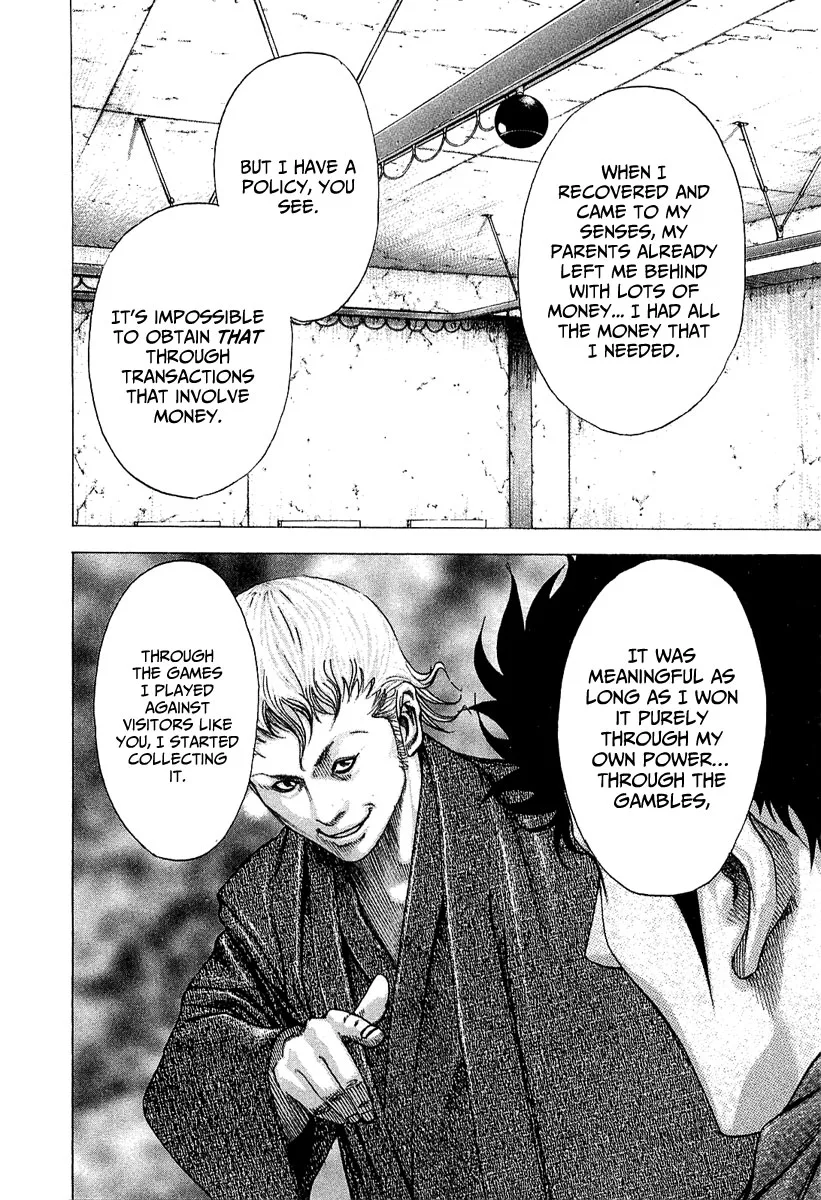 WHEN I
RECOVERED AND
CAME TO MY
SENSES, MY
PARENTS ALREADY
LEFT ME BEHIND
WITH LOTS OF
MONEY... I HAD ALL
THE MONEY THAT
I NEEDED.
BUT I HAVE A
POLICY, YOU
SEE.
IT'S IMPOSSIBLE
TO OBTAIN THAT
THROUGH
TRANSACTIONS
THAT INVOLVE
MONEY.
IT WAS
MEANINGFUL AS
LONG AS I WON
IT PURELY
THROUGH MY
OWN POWER...
THROUGH THE
GAMBLES,
THROUGH
THE GAMES
I PLAYED
AGAINST
VISITORS LIKE
YOU, I STARTED
COLLECTING
IT.